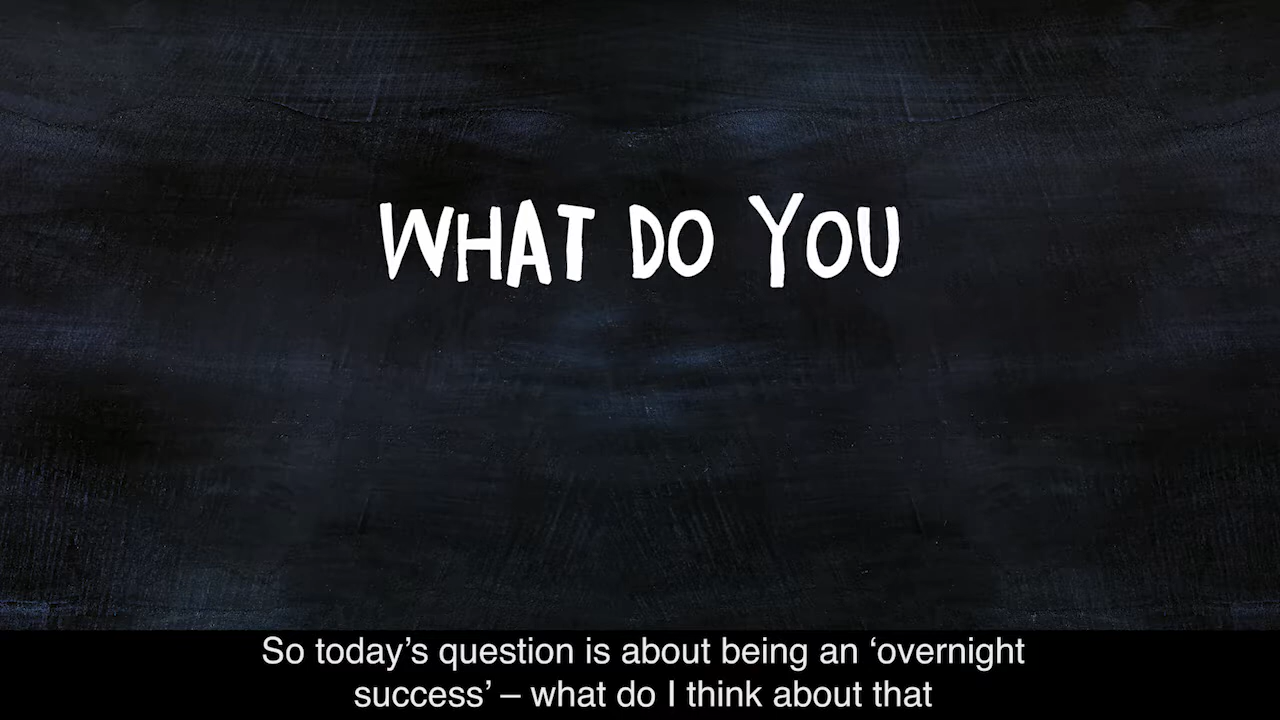 WHAT DO YOU
So today’s question is about being an ‘overnight
success’ – what do I think about that